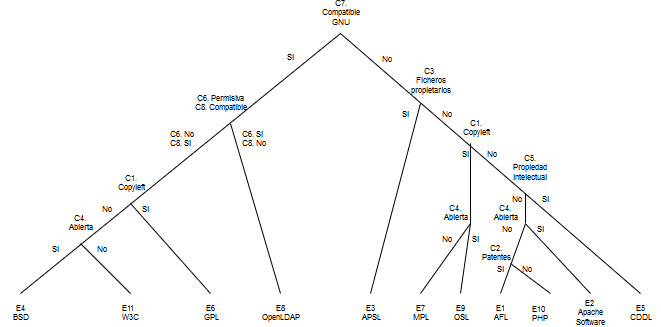 C7.
Compatible
GNU
SI
No
C3.
Ficheros
propietarios
C6. Permisiva
C8. Compatible
SI
No
C1.
Copyleft
C6. No
C8. SI
C6. SI
C8. No
SI
No
C5.
Propiedad
Intelectual
C1.
Copyleft
No
SI
No
SI
C4.
Abierta
C4.
Abierta
C4.
Abierta
SI
No
No
SI
No
SI
C2.
Patentes
SI
No
E4
BSD
E11
W3C
E6
GPL
E8
OpenLDAP
E3
APSL
E7
MPL
E9
OSL
E1
AFL
E10
PHP
E2
Apache
Software
E5
CDDL